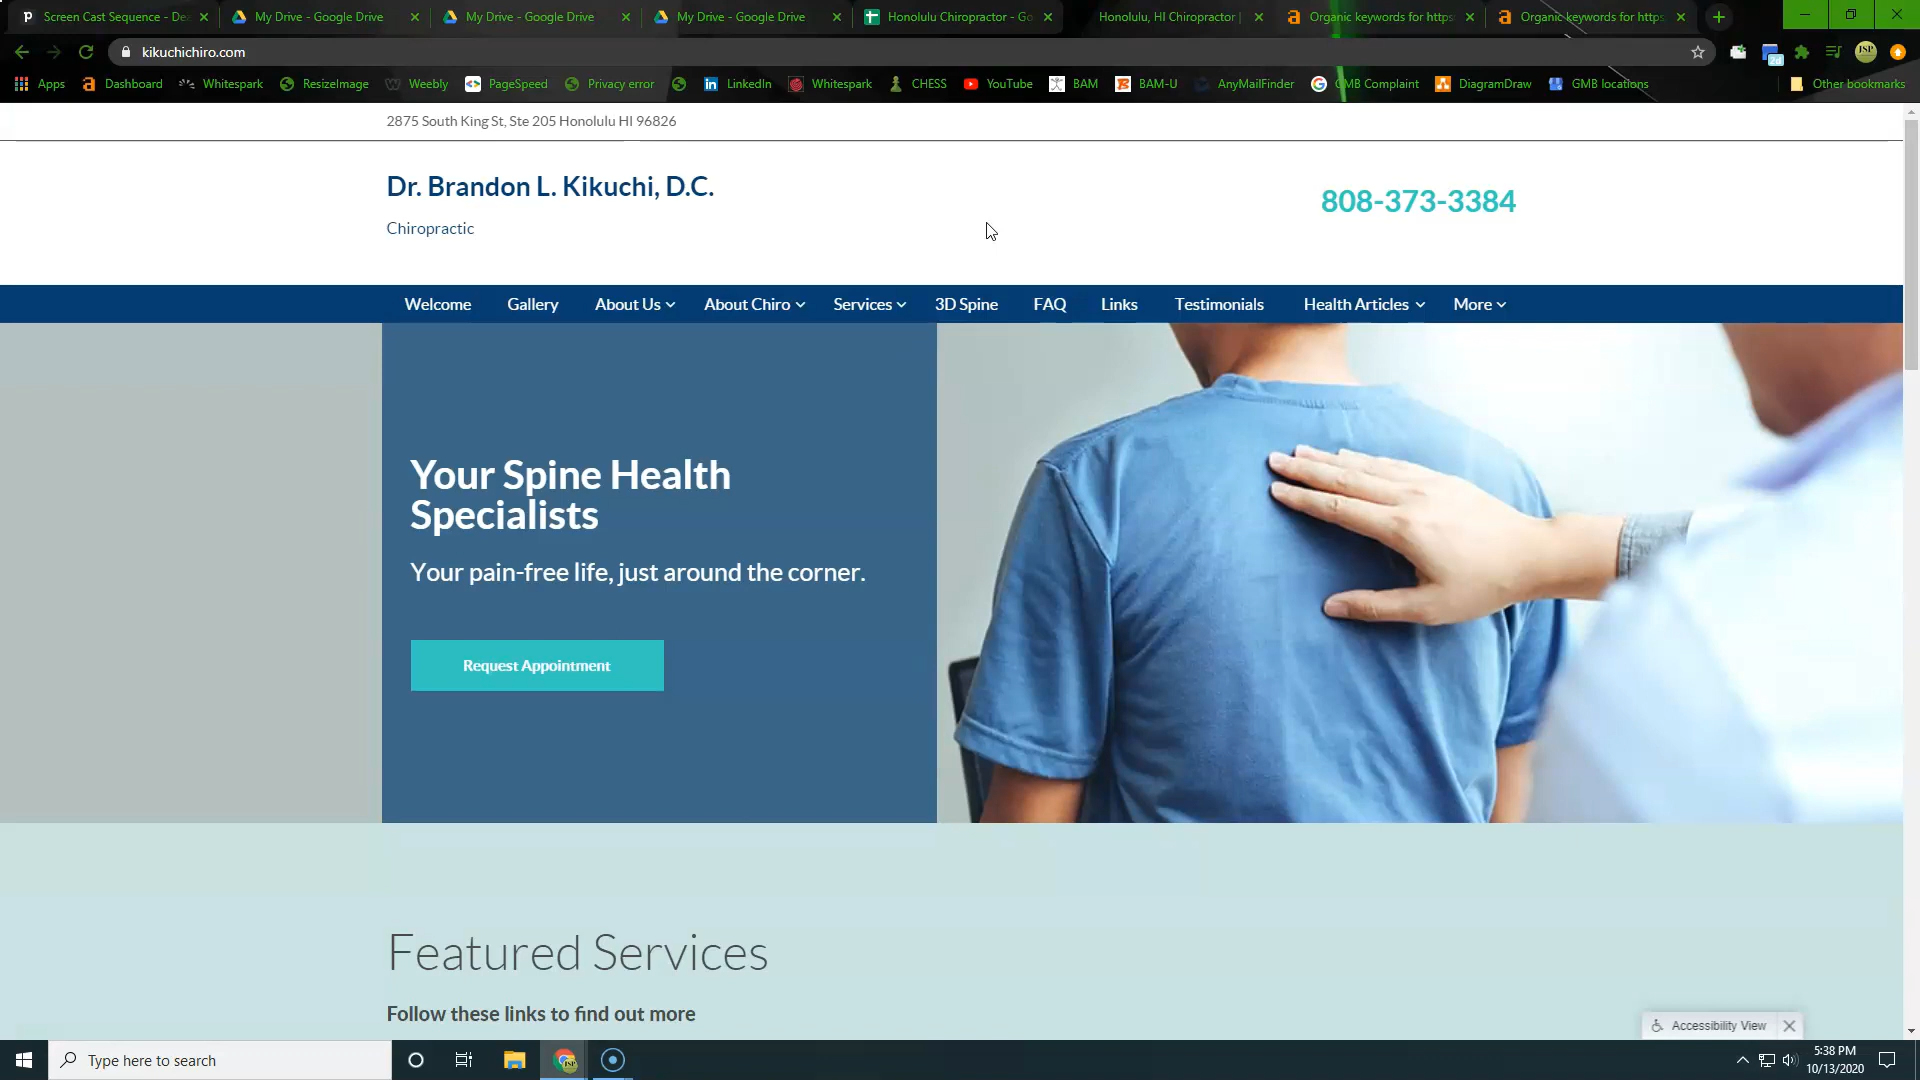 Screen Cast Sequence - De
My Drive - Google Drive
My Drive - Google Drive
My Drive - Google Drive
Honolulu Chiropractor - Go
Honolulu, HI Chiropractor |
Organic keywords for https
Organic keywords for https
kikuchichiro.com
JSP
Apps
Dashboard
Whitespark
ResizeImage
Weebly
PageSpeed
Privacy error
LinkedIn
Whitespark
CHESS
YouTube
BAM
BAM-U
AnyMailFinder
GMB Complaint
DiagramDraw
GMB locations
Other bookmarks
2875 South King St, Ste 205 Honolulu HI 96826
Dr. Brandon L. Kikuchi, D.C.
Chiropractic
808-373-3384
Welcome
Gallery
About Us
About Chiro
Services
3D Spine
FAQ
Links
Testimonials
Health Articles
More
Your Spine Health
Specialists
Your pain-free life, just around the corner.
Request Appointment
Featured Services
Follow these links to find out more
Accessibility View
Type here to search
5:38 PM
10/13/2020